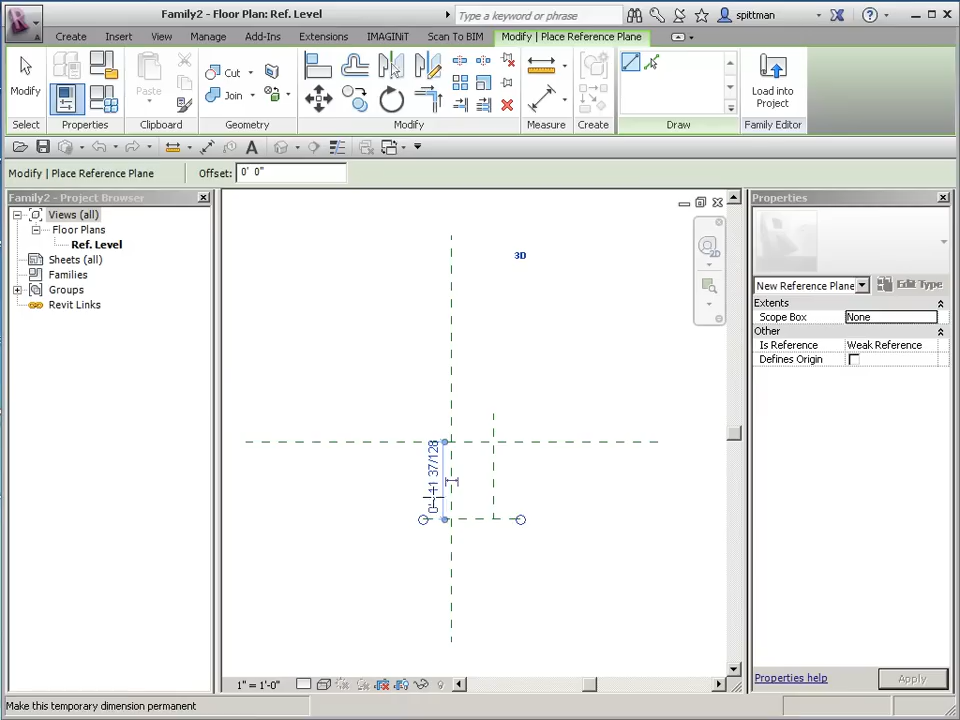 Family2 - Floor Plan: Ref. Level
Type a keyword or phrase
spittman
Create Insert View Manage Add-Ins Extensions IMAGINiT Scan To BIM Modify | Place Reference Plane
Modify
Paste
Cut
Join
Load into
Project
Select Properties Clipboard Geometry Modify Measure Create Draw Family Editor
Modify | Place Reference Plane Offset: 0' 0"
Family2 - Project Browser
Views (all)
Floor Plans
Ref. Level
Sheets (all)
Families
Groups
Revit Links
3D
2D
0' 11 37/128
Properties
New Reference Plane Edit Type
Extents
Scope Box None
Other
Is Reference Weak Reference
Defines Origin
Properties help Apply
1" = 1'-0"
Make this temporary dimension permanent